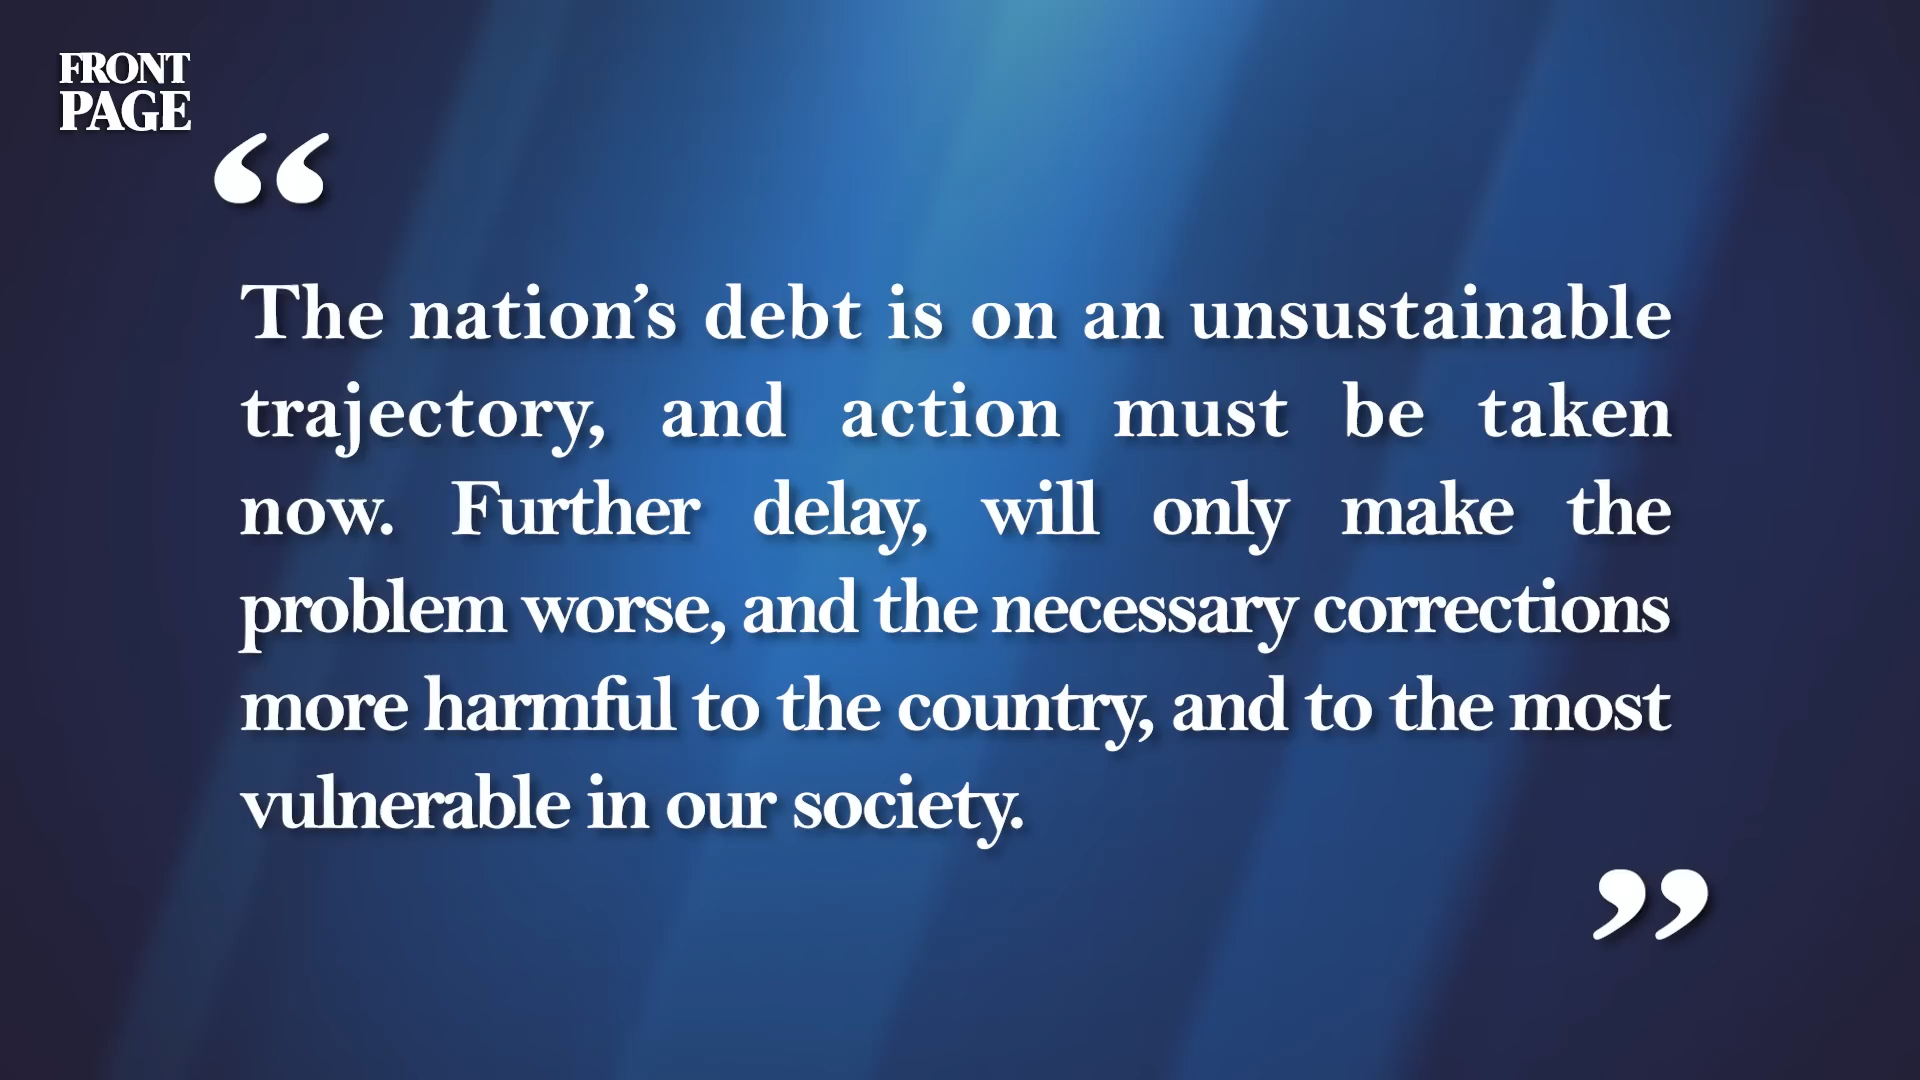 FRONT
PAGE
“
The nation’s debt is on an unsustainable
trajectory, and action must be taken
now. Further delay, will only make the
problem worse, and the necessary corrections
more harmful to the country, and to the most
vulnerable in our society.
”